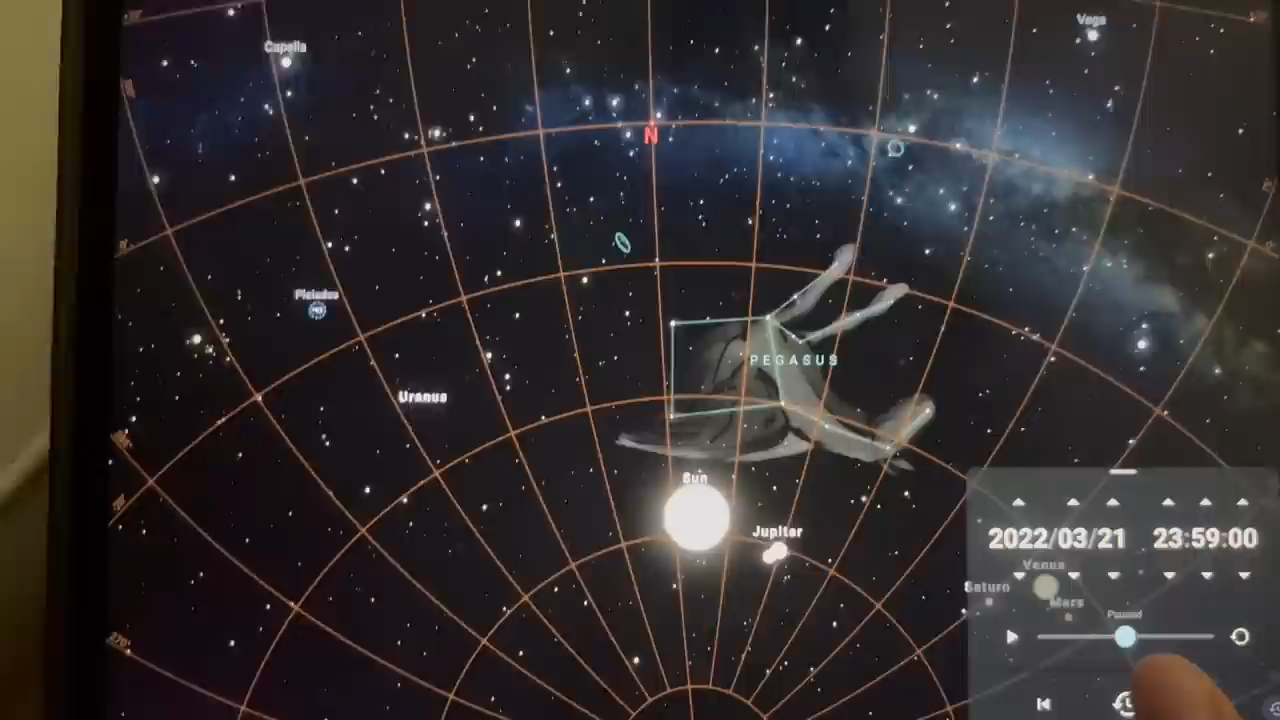 Capella
Vega
N
Pleiades
PEGASUS
Uranus
Sun
Jupiter
2022/03/21 23:59:00
Venus
Saturn
Mars
Paused